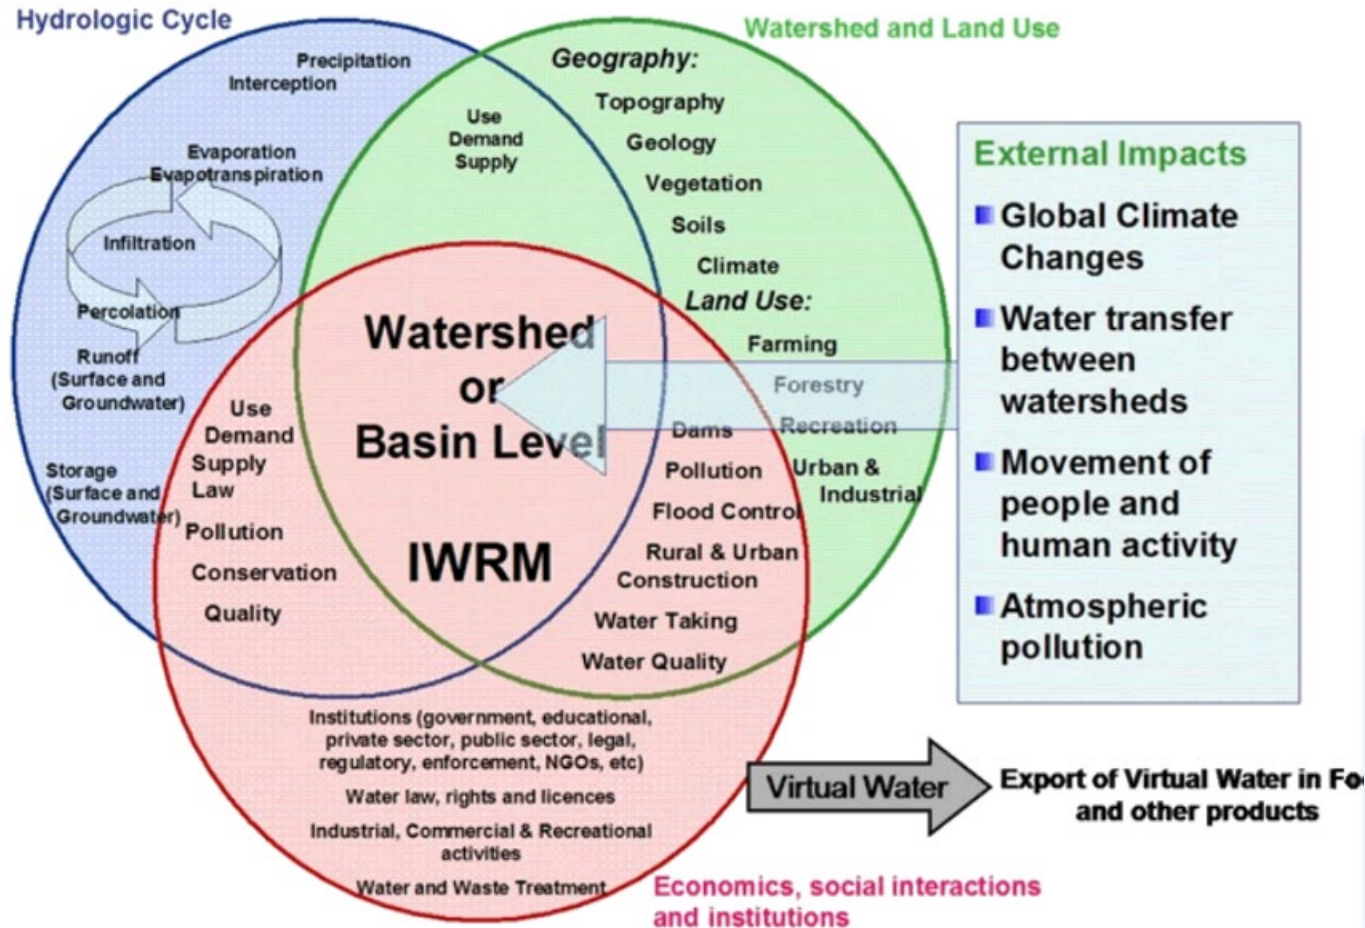 Hydrologic Cycle
Watershed and Land Use
Precipitation
Interception
Evaporation
Evapotranspiration
Infiltration
Percolation
Runoff
(Surface and
Groundwater)
Storage
(Surface and
Groundwater)
Use
Demand
Supply
Geography:
Topography
Geology
Vegetation
Soils
Climate
Land Use:
Farming
Forestry
Recreation
Urban &
Industrial
Use
Demand
Supply
Law
Pollution
Conservation
Quality
Watershed
or
Basin Level
IWRM
Dams
Pollution
Flood Control
Rural & Urban
Construction
Water Taking
Water Quality
Institutions (government, educational,
private sector, public sector, legal,
regulatory, enforcement, NGOs, etc)
Water law, rights and licences
Industrial, Commercial & Recreational
activities
Water and Waste Treatment
Economics, social interactions
and institutions
External Impacts
Global Climate
Changes
Water transfer
between
watersheds
Movement of
people and
human activity
Atmospheric
pollution
Virtual Water
Export of Virtual Water in
and other products